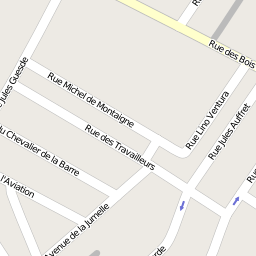 Rue des Bois
Jules Guesde
Rue Michel de Montaigne
Rue Lino Ventura
Rue Jules Auffret
Rue des Travailleurs
du Chevalier de la Barre
l'Aviation
Avenue de la Jumelle